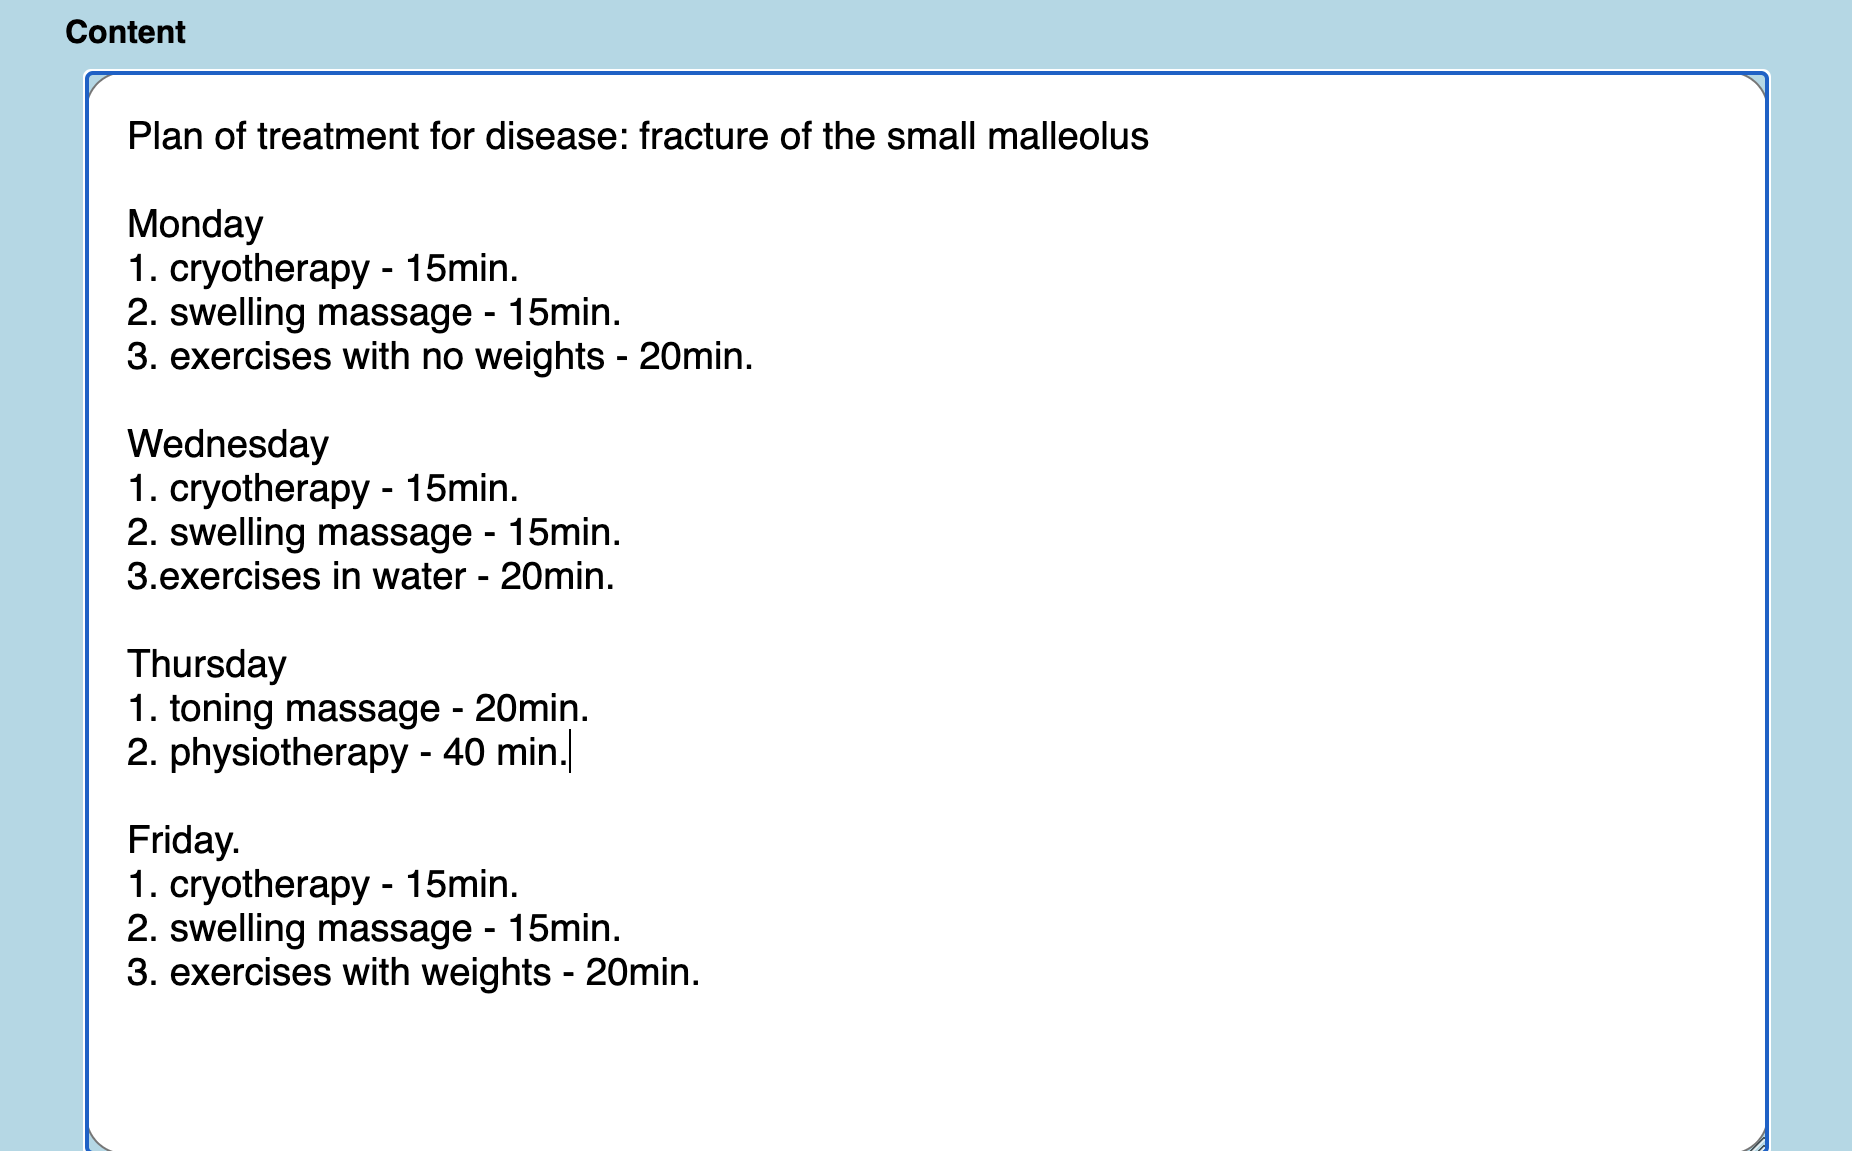 Content
Plan of treatment for disease: fracture of the small malleolus
Monday
1. cryotherapy - 15min.
2. swelling massage - 15min.
3. exercises with no weights - 20min.
Wednesday
1. cryotherapy - 15min.
2. swelling massage - 15min.
3.exercises in water - 20min.
Thursday
1. toning massage - 20min.
2. physiotherapy - 40 min.
Friday.
1. cryotherapy - 15min.
2. swelling massage - 15min.
3. exercises with weights - 20min.